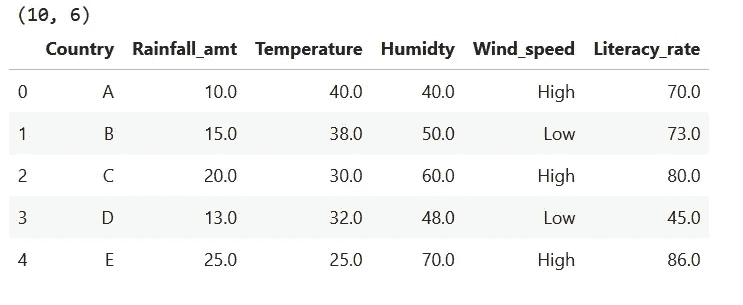 (10, 6)
Country Rainfall_amt Temperature Humidty Wind_speed Literacy_rate
0 A 10.0 40.0 40.0 High 70.0
1 B 15.0 38.0 50.0 Low 73.0
2 C 20.0 30.0 60.0 High 80.0
3 D 13.0 32.0 48.0 Low 45.0
4 E 25.0 25.0 70.0 High 86.0